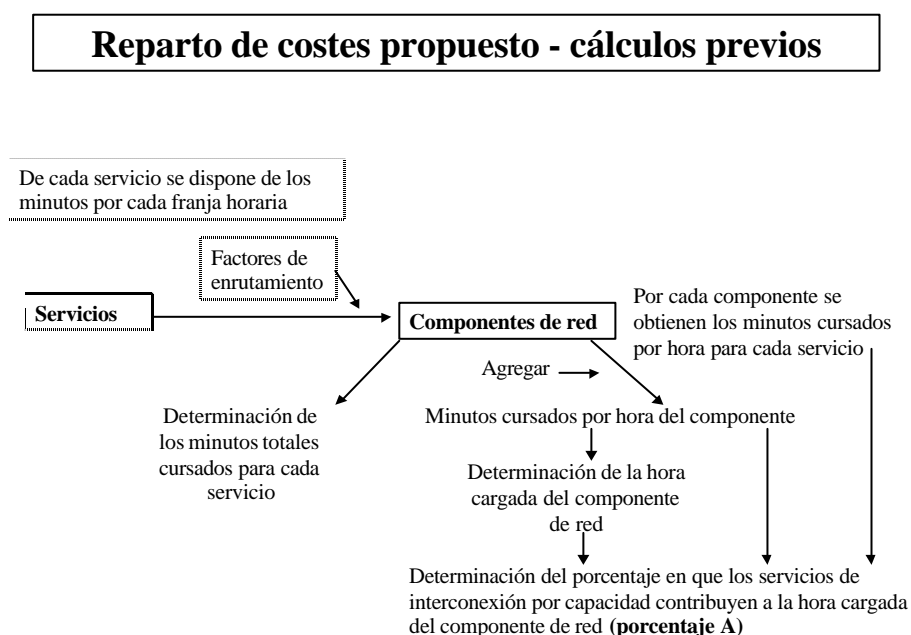 Reparto de costes propuesto - cálculos previos
De cada servicio se dispone de los
minutos por cada franja horaria
Factores de
enrutamiento
Servicios
Componentes de red
Por cada componente se
obtienen los minutos cursados
por hora para cada servicio
Agregar
Determinación de
los minutos totales
cursados para cada
servicio
Minutos cursados por hora del componente
Determinación de la hora
cargada del componente
de red
Determinación del porcentaje en que los servicios de
interconexión por capacidad contribuyen a la hora cargada
del componente de red (porcentaje A)